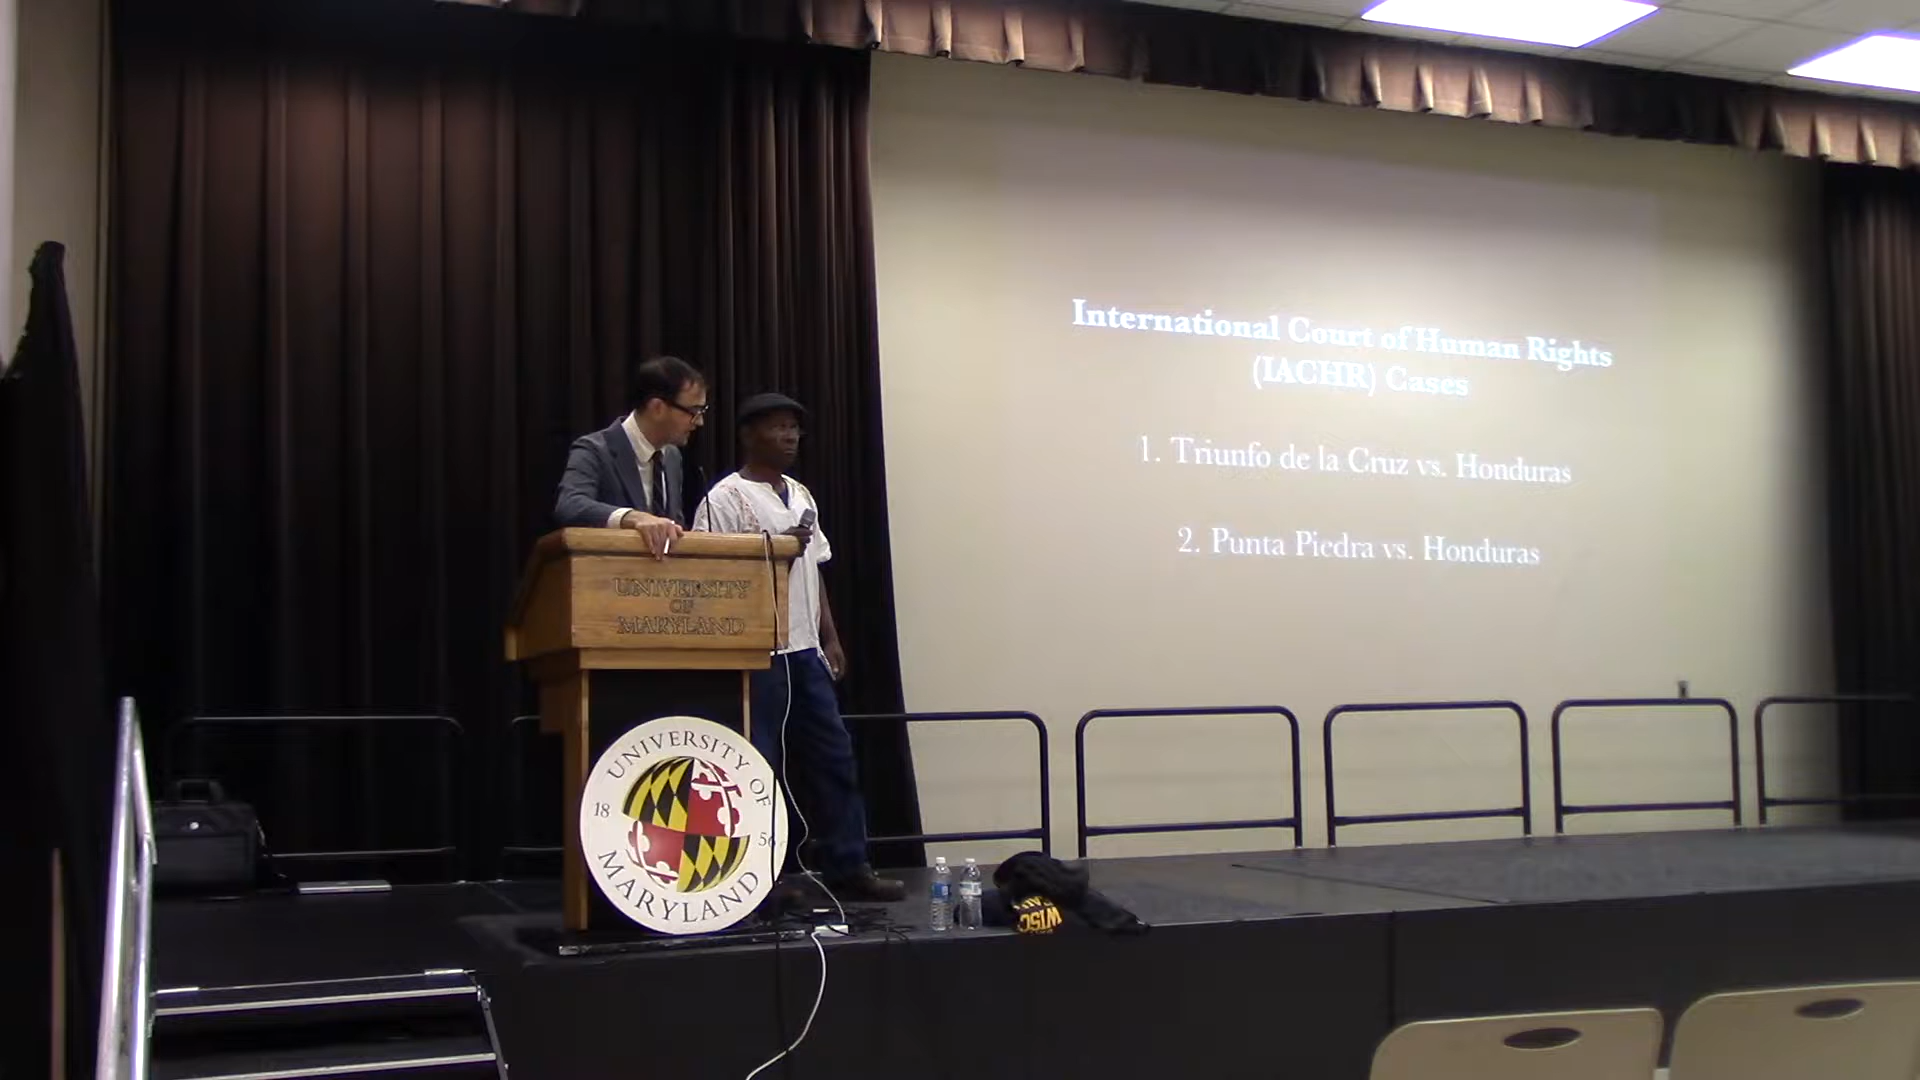 International Court of Human Rights
(IACHR) Cases
1. Triunfo de la Cruz vs. Honduras
2. Punta Piedra vs. Honduras
UNIVERSITY
OF
MARYLAND
UNIVERSITY OF
18 56
MARYLAND